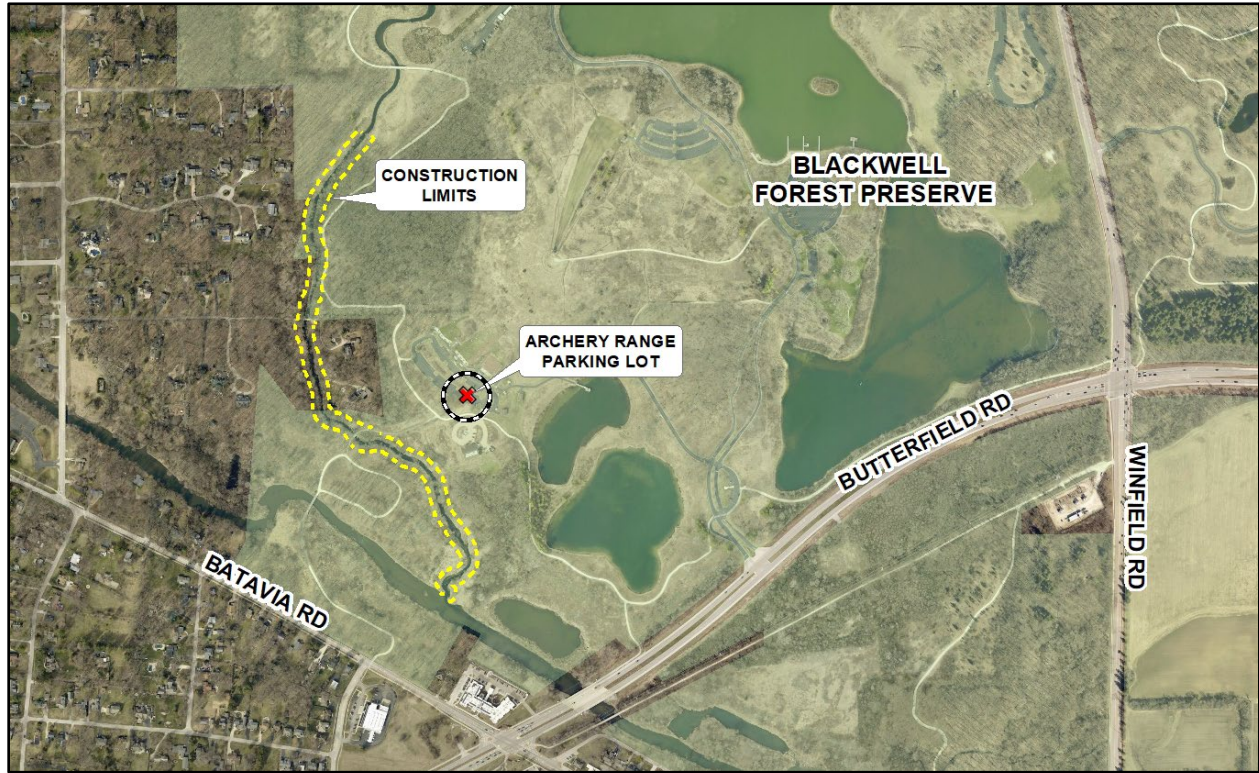 CONSTRUCTION
LIMITS
BLACKWELL
FOREST PRESERVE
ARCHERY RANGE
PARKING LOT
BUTTERFIELD RD
WINFIELD RD
BATAVIA RD